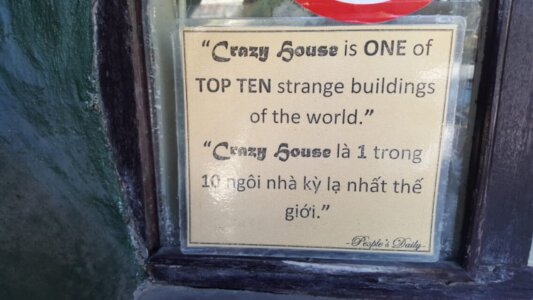 “Crazy House is ONE of
TOP TEN strange buildings
of the world.”
“Crazy House là 1 trong
10 ngôi nhà kỳ lạ nhất thế
giới.”
-People's Daily-